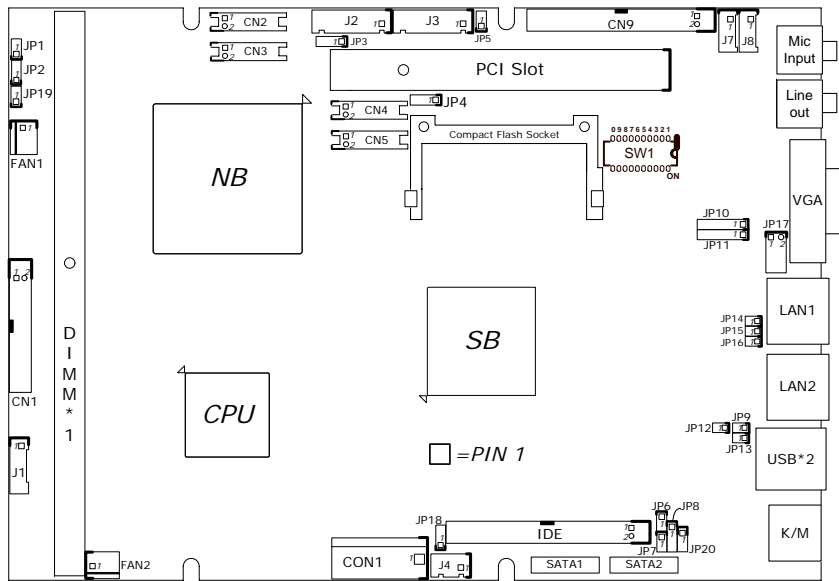 CN2
J2
J3
JP5
CN9
J7
J8
Mic
Input
JP1
CN3
JP3
JP2
PCI Slot
JP19
Line
out
CN4
JP4
FAN1
CN5
Compact Flash Socket
0987654321
SW1
ON
NB
VGA
JP10
JP11
JP17
LAN1
JP14
JP15
JP16
DIMM*1
SB
CN1
CPU
LAN2
JP12
JP9
JP13
=PIN 1
USB*2
J1
JP18
IDE
JP6
JP8
K/M
JP7
JP20
FAN2
CON1
J4
SATA1
SATA2